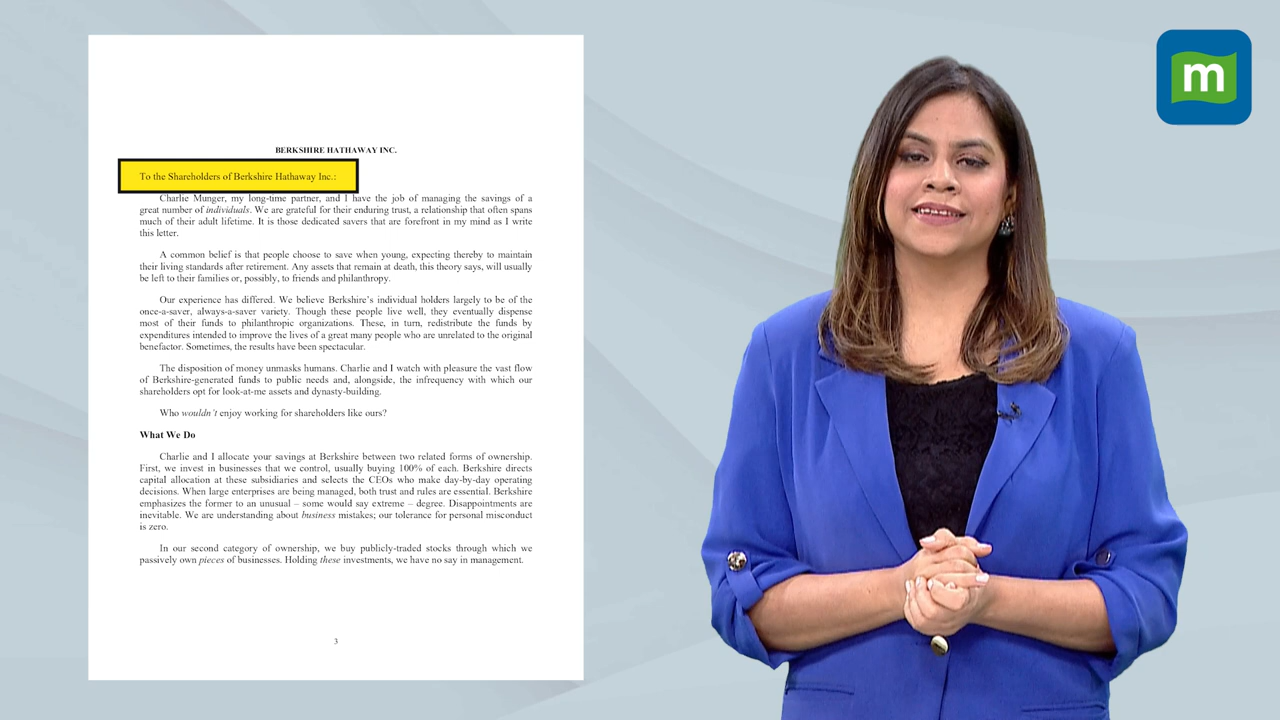 m
BERKSHIRE HATHAWAY INC.
To the Shareholders of Berkshire Hathaway Inc.:
Charlie Munger, my long-time partner, and I have the job of managing the savings of a
great number of individuals. We are grateful for their enduring trust, a relationship that often spans
much of their adult lifetime. It is those dedicated savers that are forefront in my mind as I write
this letter.
A common belief is that people choose to save when young, expecting thereby to maintain
their living standards after retirement. Any assets that remain at death, this theory says, will usually
be left to their families or, possibly, to friends and philanthropy.
Our experience has differed. We believe Berkshire's individual holders largely to be of the
once-a-saver, always-a-saver variety. Though these people live well, they eventually dispense
most of their funds to philanthropic organizations. These, in turn, redistribute the funds by
expenditures intended to improve the lives of a great many people who are unrelated to the original
benefactor. Sometimes, the results have been spectacular.
The disposition of money unmasks humans. Charlie and I watch with pleasure the vast flow
of Berkshire-generated funds to public needs and, alongside, the infrequency with which our
shareholders opt for look-at-me assets and dynasty-building.
Who wouldn't enjoy working for shareholders like ours?
What We Do
Charlie and I allocate your savings at Berkshire between two related forms of ownership.
First, we invest in businesses that we control, usually buying 100% of each. Berkshire directs
capital allocation at these subsidiaries and selects the CEOs who make day-by-day operating
decisions. When large enterprises are being managed, both trust and rules are essential. Berkshire
emphasizes the former to an unusual – some would say extreme – degree. Disappointments are
inevitable. We are understanding about business mistakes; our tolerance for personal misconduct
is zero.
In our second category of ownership, we buy publicly-traded stocks through which we
passively own pieces of businesses. Holding these investments, we have no say in management.
3